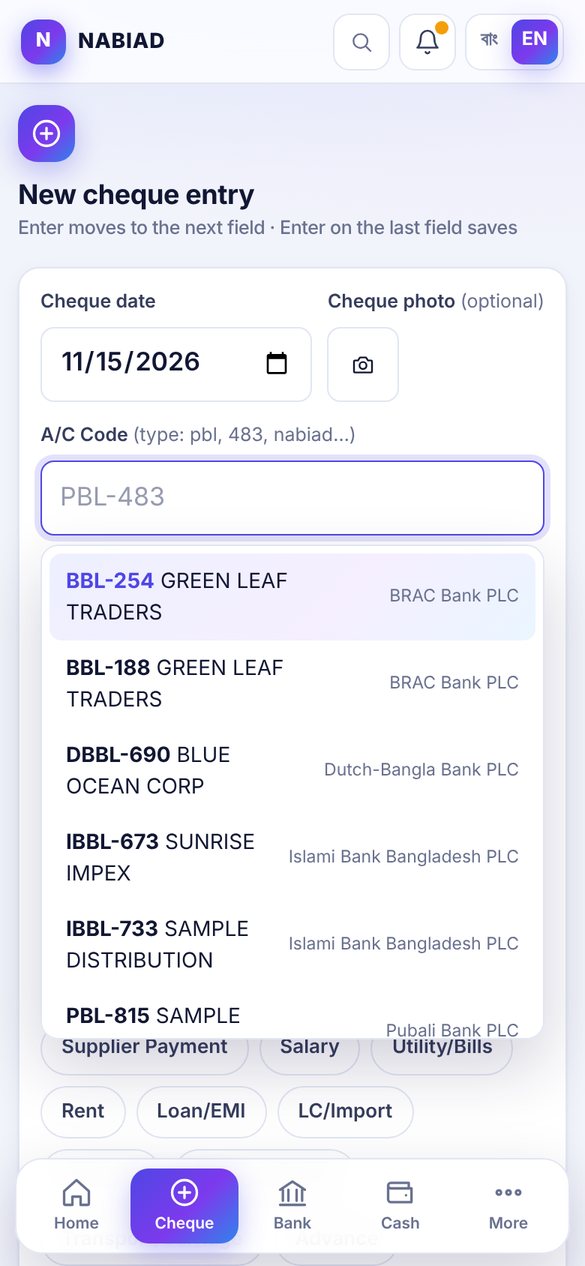 N NABIAD বাং EN
New cheque entry
Enter moves to the next field · Enter on the last field saves
Cheque date Cheque photo (optional)
11/15/2026
A/C Code (type: pbl, 483, nabiad...)
PBL-483
BBL-254 GREEN LEAF
TRADERS
BRAC Bank PLC
BBL-188 GREEN LEAF
TRADERS
BRAC Bank PLC
DBBL-690 BLUE
OCEAN CORP
Dutch-Bangla Bank PLC
IBBL-673 SUNRISE
IMPEX
Islami Bank Bangladesh PLC
IBBL-733 SAMPLE
DISTRIBUTION
Islami Bank Bangladesh PLC
PBL-815 SAMPLE
Pubali Bank PLC
Supplier Payment Salary Utility/Bills
Rent Loan/EMI LC/Import
Advance
Home Cheque Bank Cash More